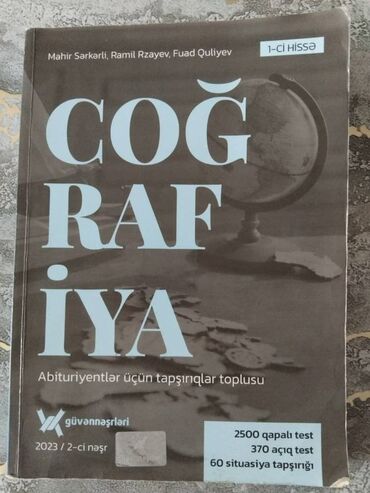 Mahir Sərkərli, Ramil Rzayev, Fuad Quliyev
1-Cİ HİSSƏ
COĞ
RAF
İYA
Abituriyentlər üçün tapşırıqlar toplusu
güvənnəşrləri
2023 / 2-ci nəşr
2500 qapalı test
370 açıq test
60 situasiya tapşırığı